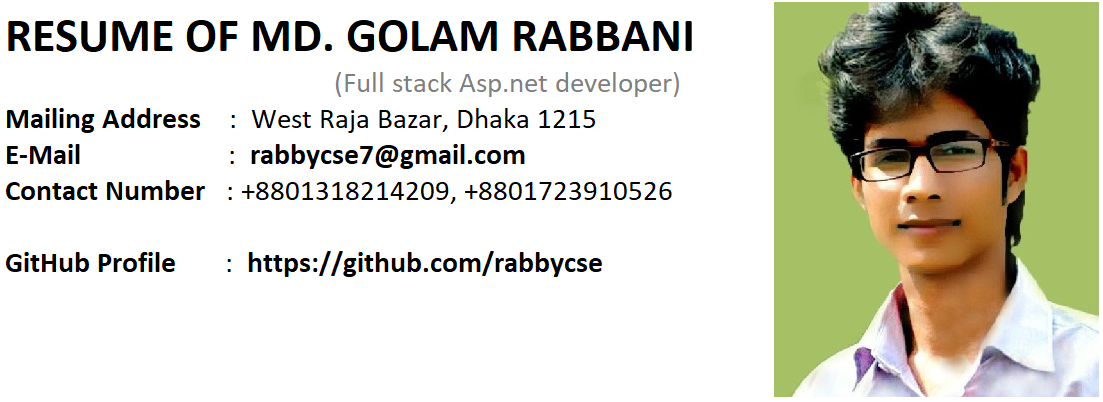 RESUME OF MD. GOLAM RABBANI
(Full stack Asp.net developer)
Mailing Address : West Raja Bazar, Dhaka 1215
E-Mail : rabbycse7@gmail.com
Contact Number : +8801318214209, +8801723910526
GitHub Profile : https://github.com/rabbycse